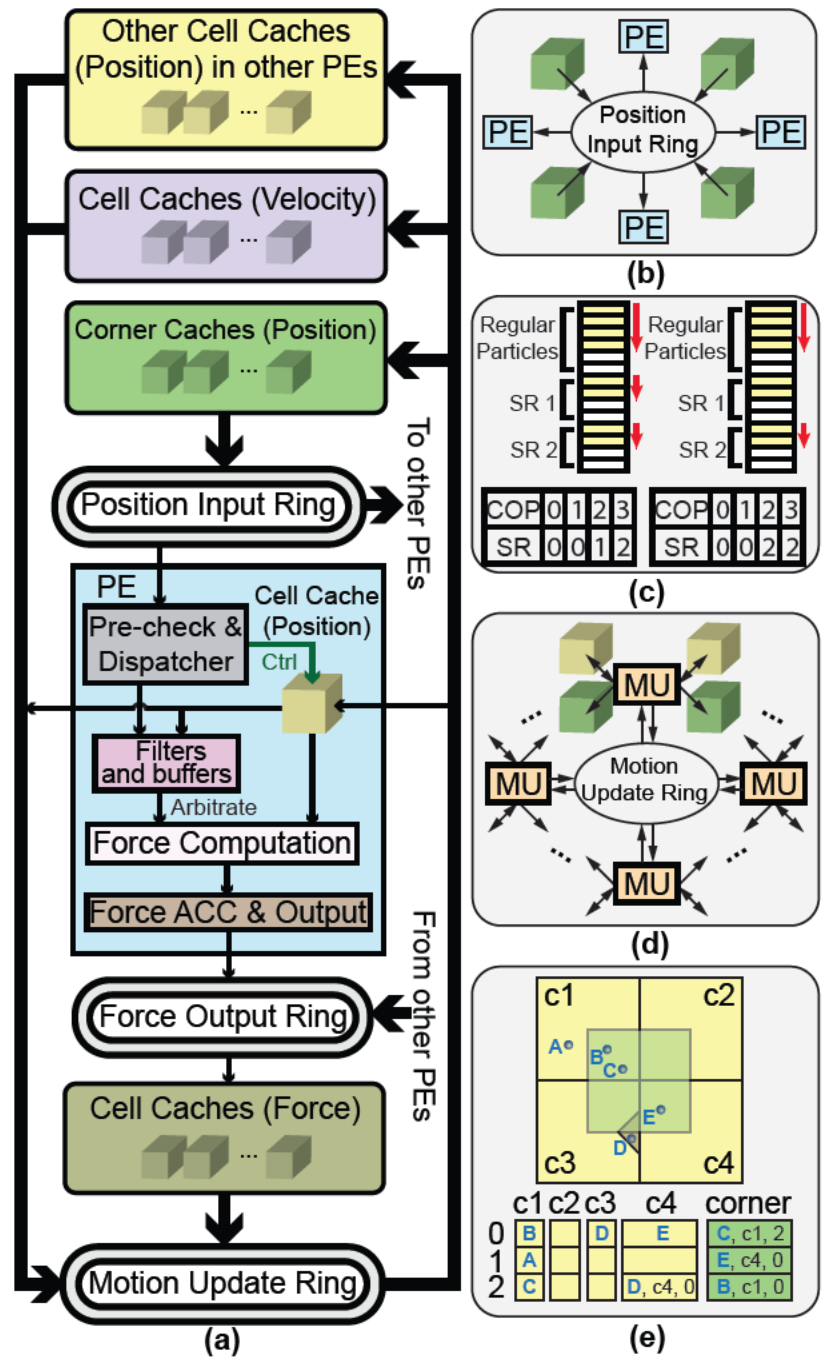 Other Cell Caches
(Position) in other PEs
...
Cell Caches (Velocity)
...
Corner Caches (Position)
...
To other PEs
Position Input Ring
PE
Cell Cache
(Position)
Pre-check &
Dispatcher
Ctrl
Filters
and buffers
Arbitrate
Force Computation
Force ACC & Output
From other PEs
Force Output Ring
Cell Caches (Force)
...
Motion Update Ring
(a)
PE
PE
Position
Input Ring
PE
PE
(b)
Regular
Particles
SR 1
SR 2
Regular
Particles
SR 1
SR 2
COP 0 1 2 3
SR 0 0 1 2
COP 0 1 2 3
SR 0 0 2 2
(c)
MU
...
...
MU
Motion
Update Ring
MU
...
...
MU
(d)
c1 c2
A
B
C
E
D
c3 c4
c1 c2 c3 c4 corner
0 B D E C, c1, 2
1 A E, c4, 0
2 C D, c4, 0 B, c1, 0
(e)